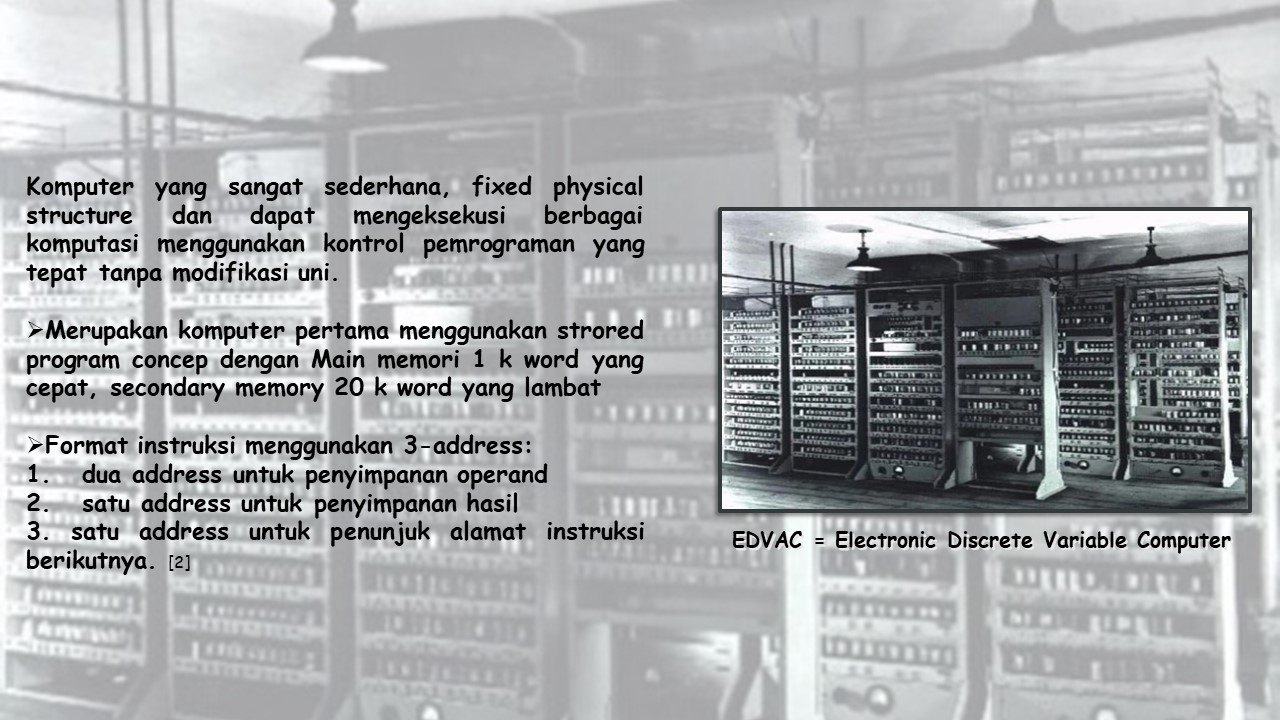 Komputer yang sangat sederhana, fixed physical
structure dan dapat mengeksekusi berbagai
komputasi menggunakan kontrol pemrograman yang
tepat tanpa modifikasi uni.
➢Merupakan komputer pertama menggunakan strored
program concep dengan Main memori 1 k word yang
cepat, secondary memory 20 k word yang lambat
➢Format instruksi menggunakan 3-address:
1. dua address untuk penyimpanan operand
2. satu address untuk penyimpanan hasil
3. satu address untuk penunjuk alamat instruksi
berikutnya. [2]
EDVAC = Electronic Discrete Variable Computer